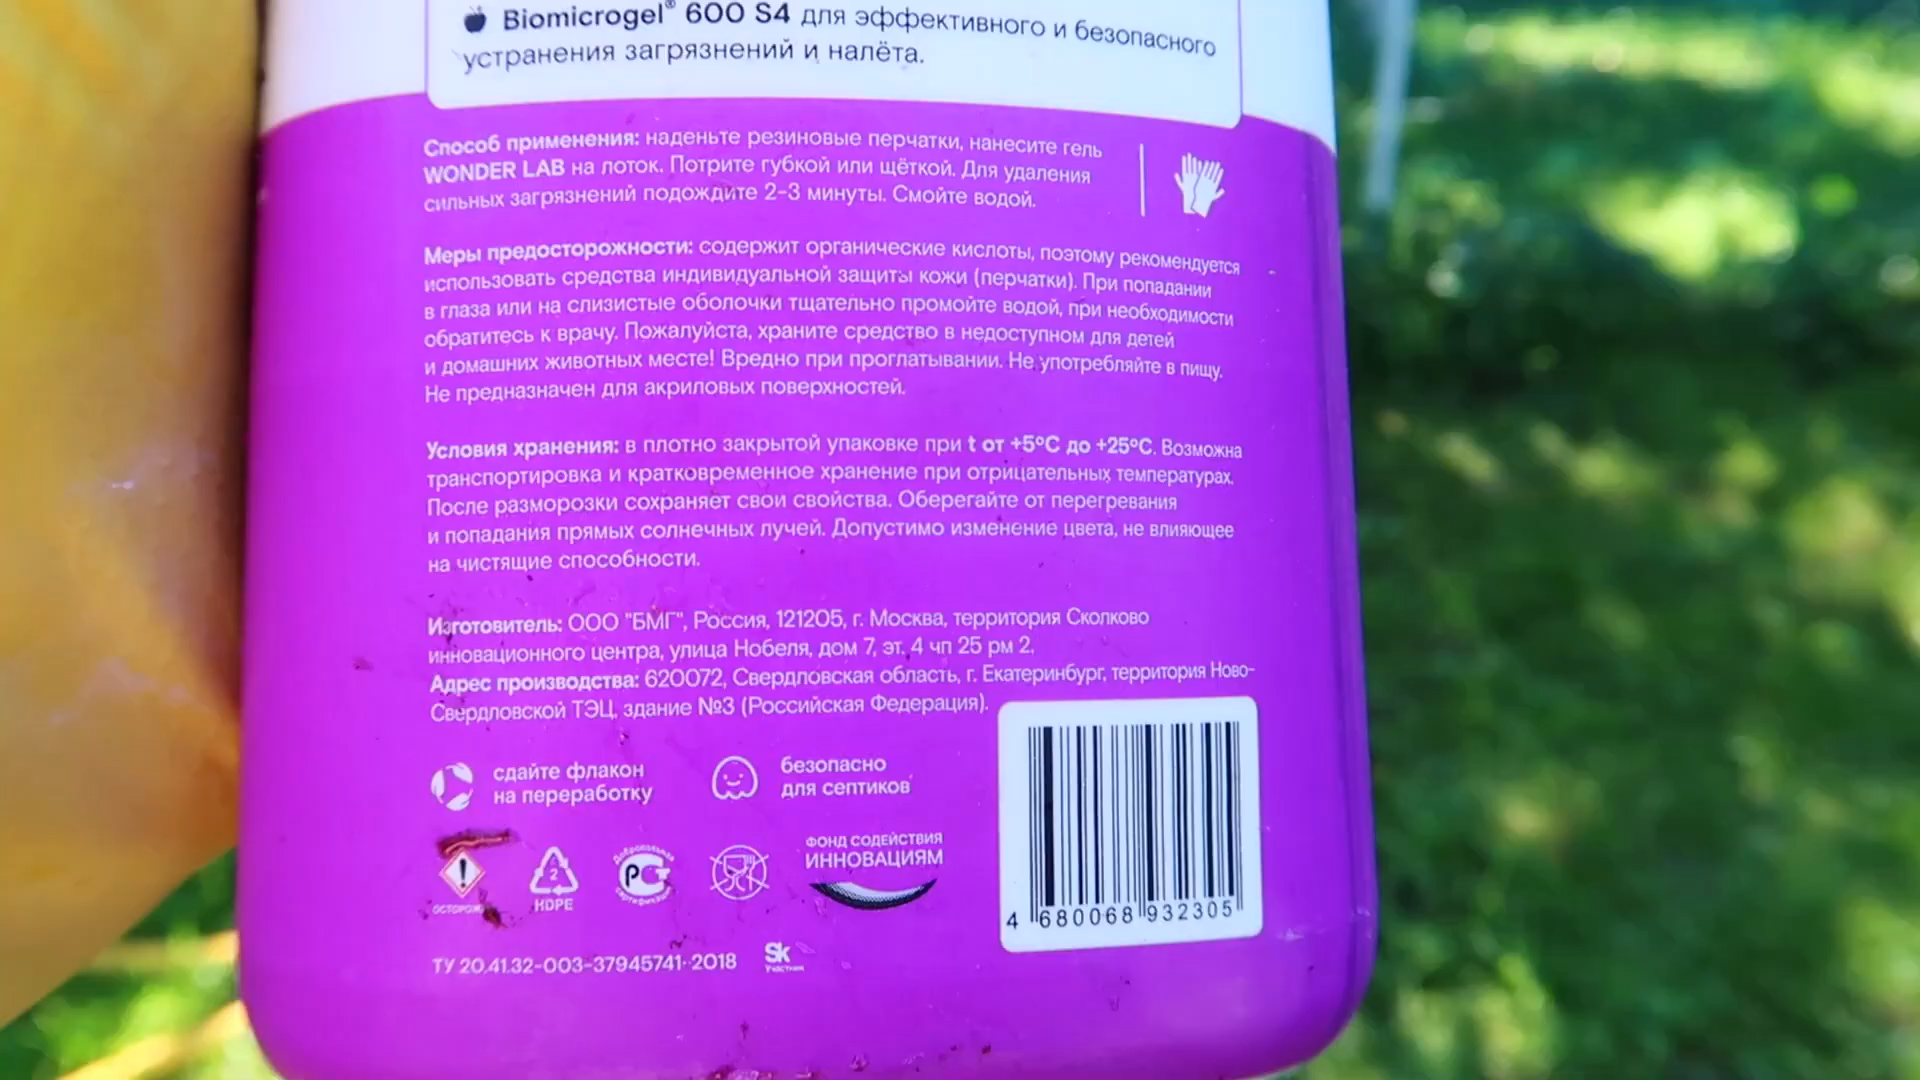 Biomicrogel® 600 S4 для эффективного и безопасного
устранения загрязнений и налёта.
Способ применения: наденьте резиновые перчатки, нанесите гель
WONDER LAB на лоток. Потрите губкой или щёткой. Для удаления
сильных загрязнений подождите 2-3 минуты. Смойте водой.
Меры предосторожности: содержит органические кислоты, поэтому рекомендуется
использовать средства индивидуальной защиты кожи (перчатки). При попадании
в глаза или на слизистые оболочки тщательно промойте водой, при необходимости
обратитесь к врачу. Пожалуйста, храните средство в недоступном для детей
и домашних животных месте! Вредно при проглатывании. Не употребляйте в пищу.
Не предназначен для акриловых поверхностей.
Условия хранения: в плотно закрытой упаковке при t от +5°C до +25°C. Возможна
транспортировка и кратковременное хранение при отрицательных температурах.
После разморозки сохраняет свои свойства. Оберегайте от перегревания
и попадания прямых солнечных лучей. Допустимо изменение цвета, не влияющее
на чистящие способности.
Изготовитель: ООО "БМГ", Россия, 121205, г. Москва, территория Сколково
инновационного центра, улица Нобеля, дом 7, эт. 4 чп 25 рм 2.
Адрес производства: 620072, Свердловская область, г. Екатеринбург, территория Ново-
Свердловской ТЭЦ, здание №3 (Российская Федерация).
сдайте флакон
на переработку
безопасно
для септиков
ФОНД СОДЕЙСТВИЯ
ИННОВАЦИЯМ
Добровольная
РСТ
сертификация
2
HDPE
4 680068 932305
ТУ 20.41.32-003-37945741-2018
Sk
Участник